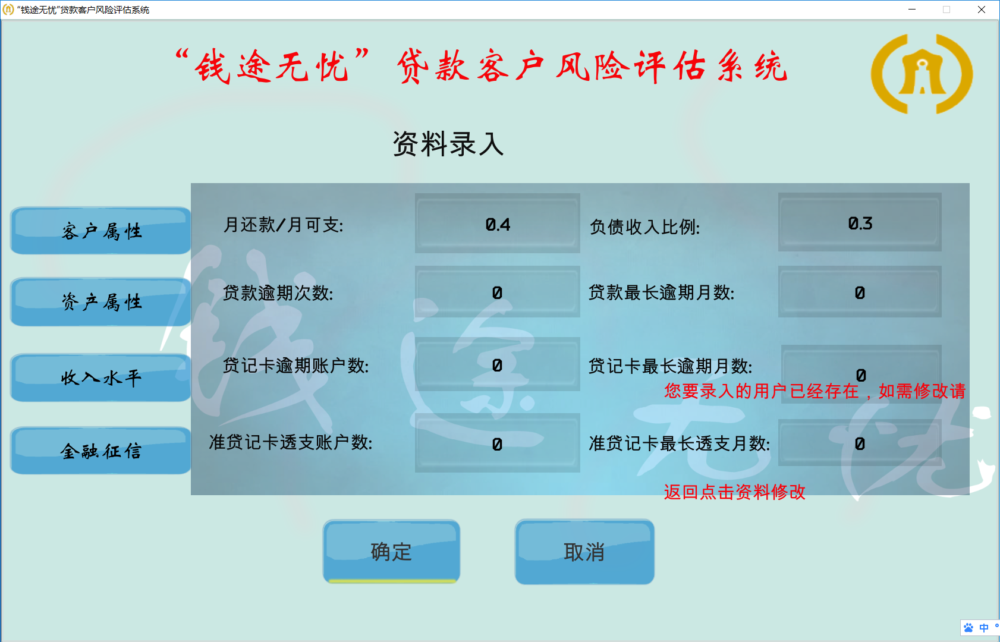 “钱途无忧”贷款客户风险评估系统
“钱途无忧”贷款客户风险评估系统
资料录入
客户属性
资产属性
收入水平
金融征信
月还款/月可支: 0.4 负债收入比例: 0.3
贷款逾期次数: 0 贷款最长逾期月数: 0
贷记卡逾期账户数: 0 贷记卡最长逾期月数: 0
您要录入的用户已经存在，如需修改请
准贷记卡透支账户数: 0 准贷记卡最长透支月数: 0
返回点击资料修改
钱途无忧
确定 取消
中